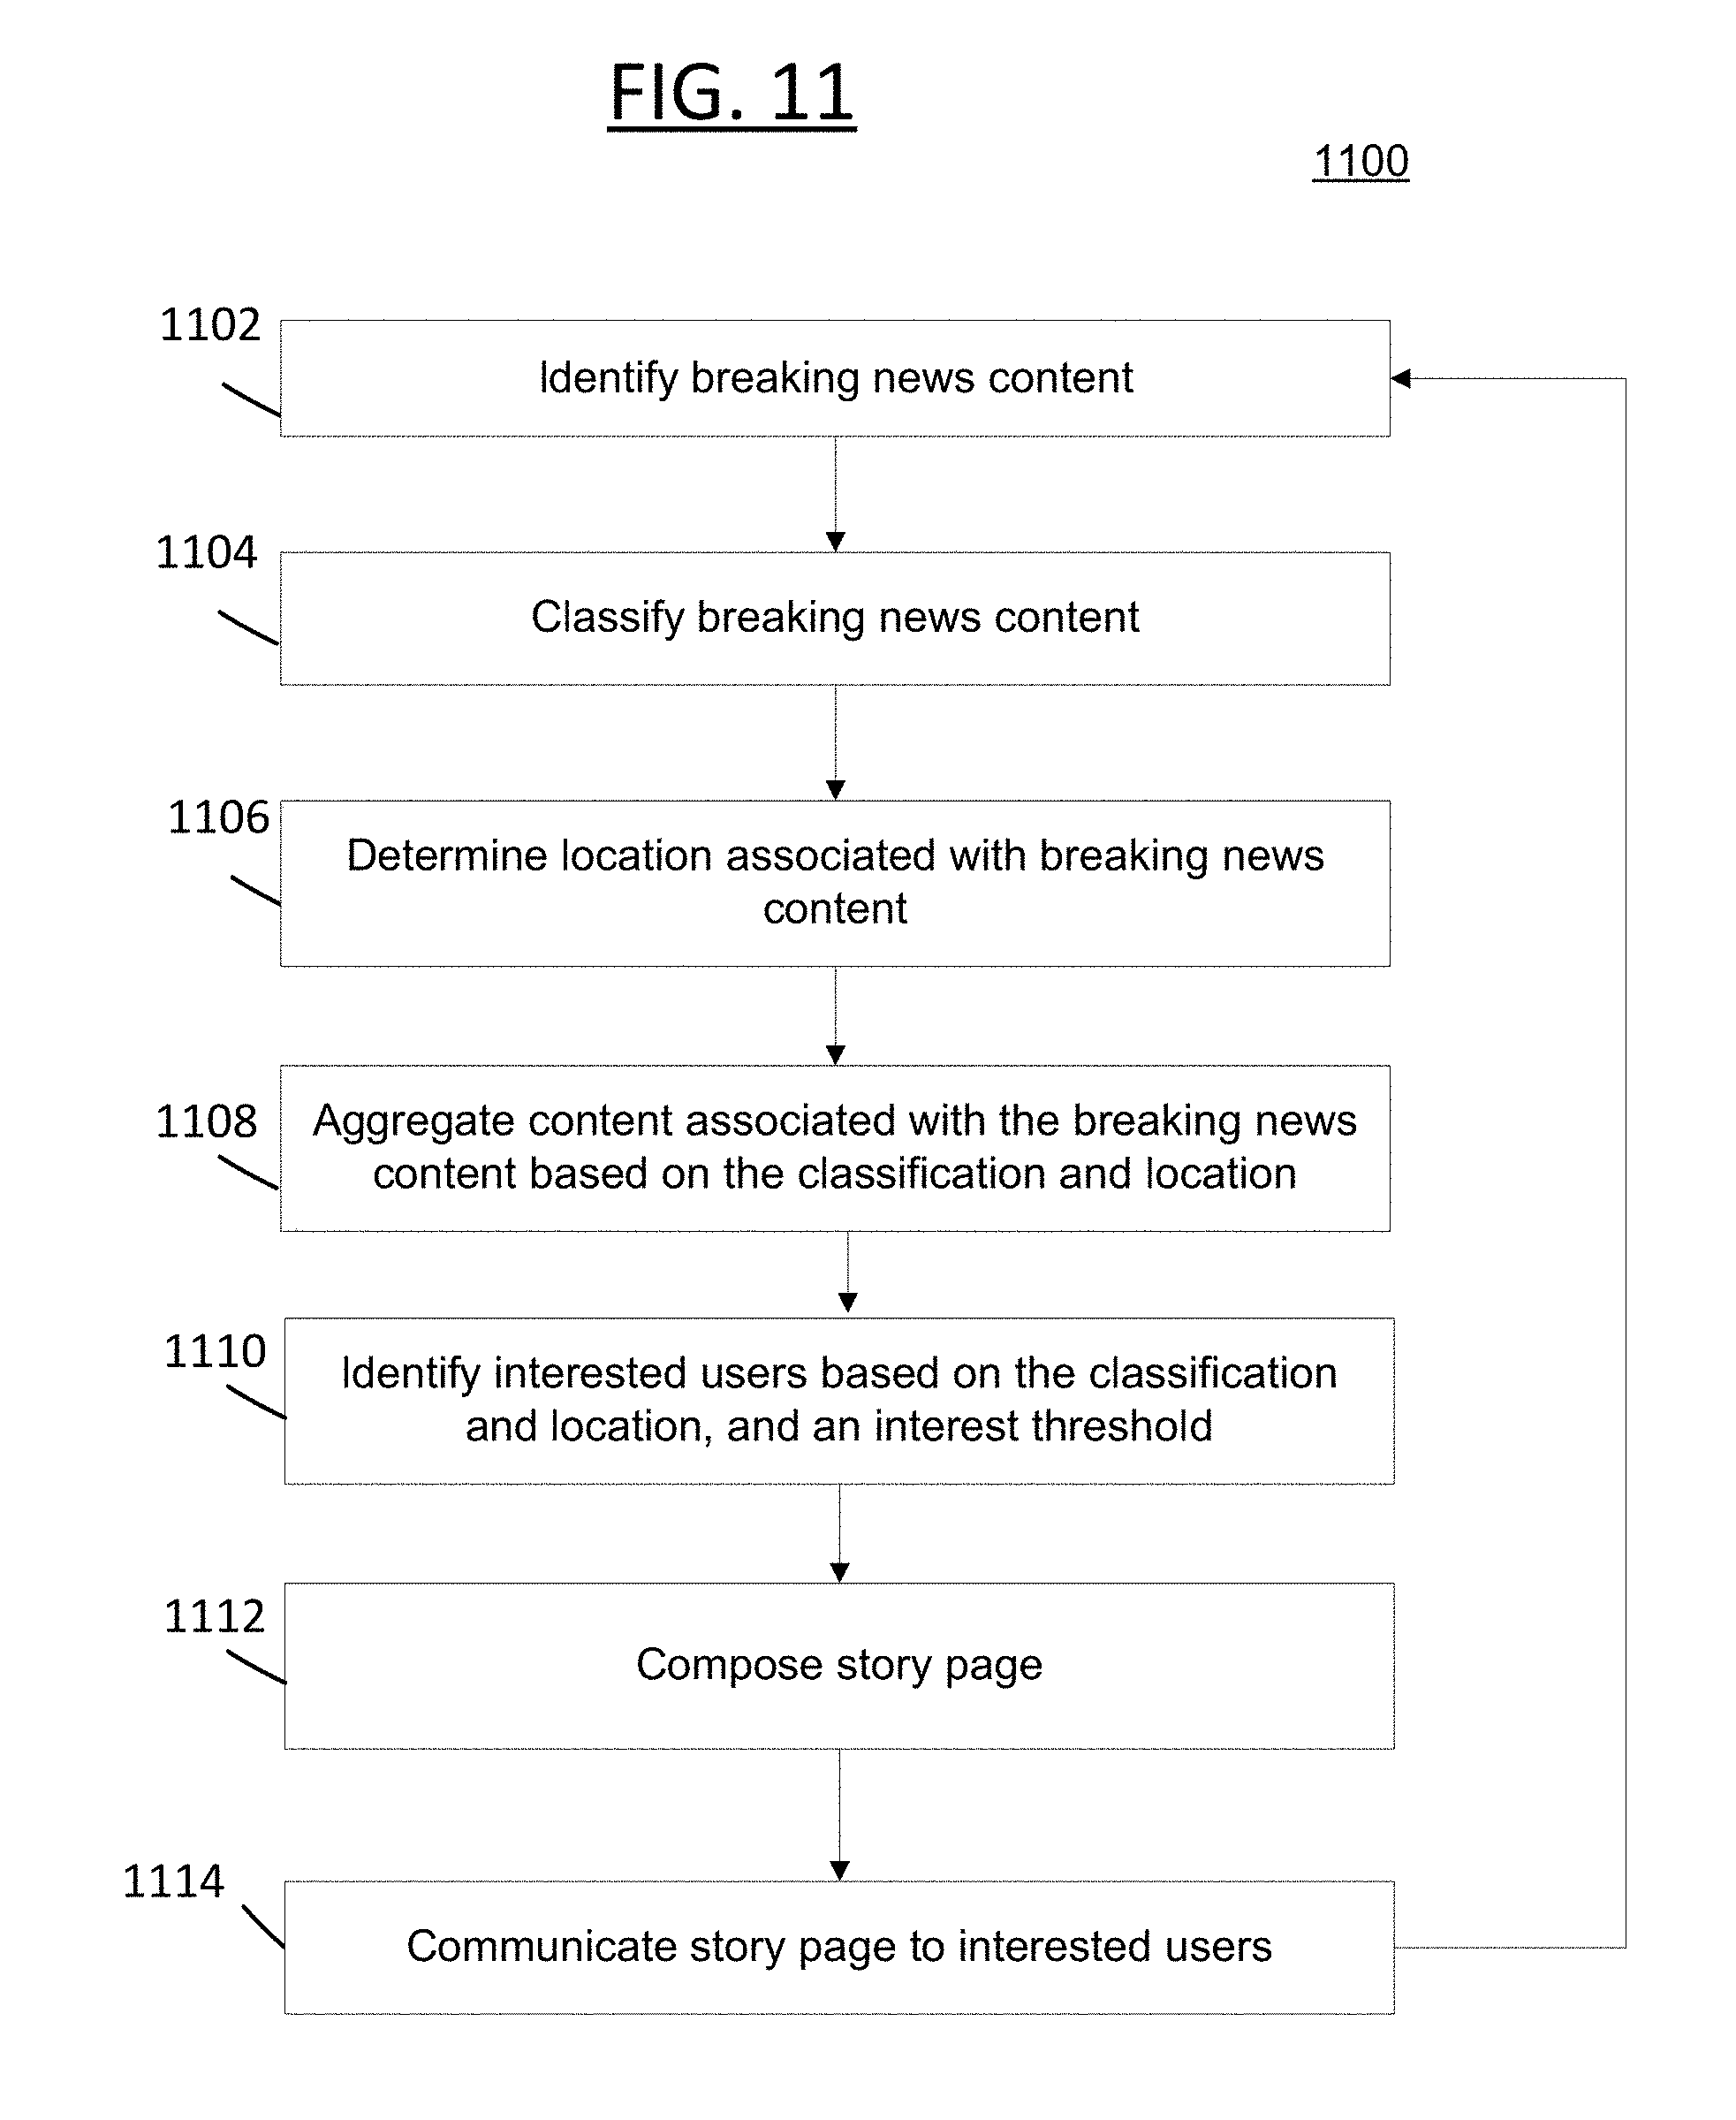 FIG. 11
1100
1102
Identify breaking news content
1104
Classify breaking news content
1106
Determine location associated with breaking news
content
1108
Aggregate content associated with the breaking news
content based on the classification and location
1110
Identify interested users based on the classification
and location, and an interest threshold
1112
Compose story page
1114
Communicate story page to interested users